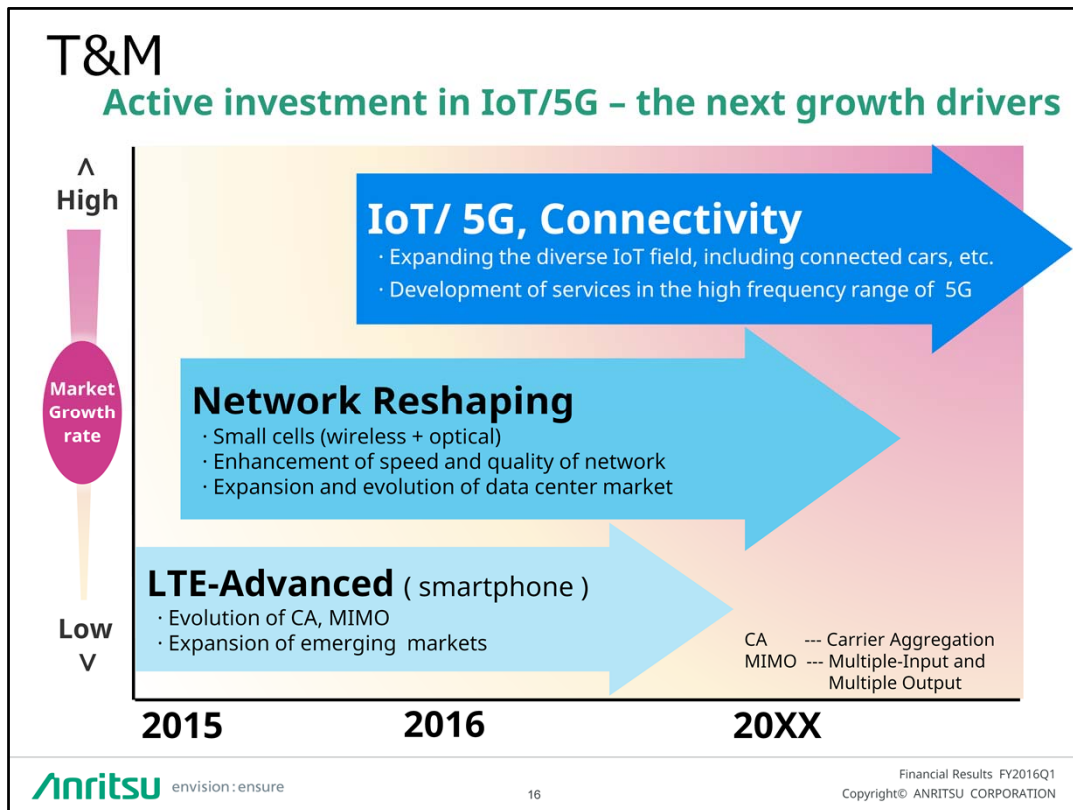 T&M
Active investment in IoT/5G – the next growth drivers
^
High
Market
Growth
rate
Low
v
IoT/ 5G, Connectivity
· Expanding the diverse IoT field, including connected cars, etc.
· Development of services in the high frequency range of 5G
Network Reshaping
· Small cells (wireless + optical)
· Enhancement of speed and quality of network
· Expansion and evolution of data center market
LTE-Advanced ( smartphone )
· Evolution of CA, MIMO
· Expansion of emerging markets
CA --- Carrier Aggregation
MIMO --- Multiple-Input and
Multiple Output
2015 2016 20XX
Anritsu envision : ensure
16
Financial Results FY2016Q1
Copyright© ANRITSU CORPORATION